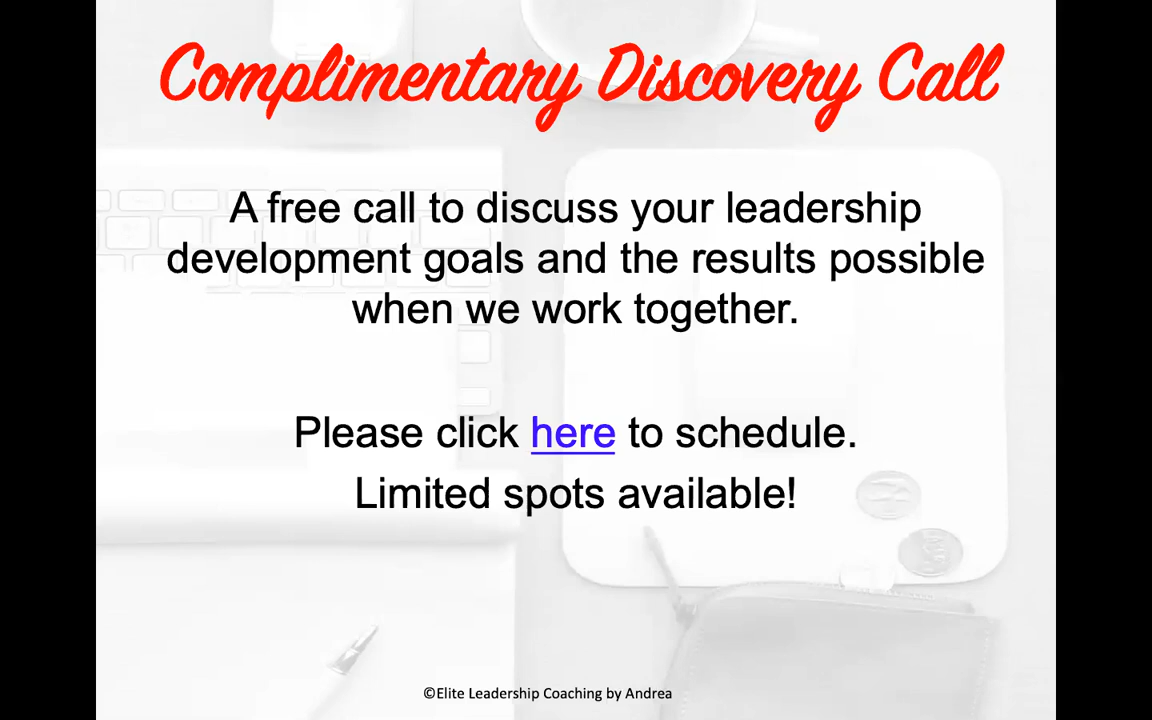 Complimentary Discovery Call
A free call to discuss your leadership
development goals and the results possible
when we work together.
Please click here to schedule.
Limited spots available!
©Elite Leadership Coaching by Andrea